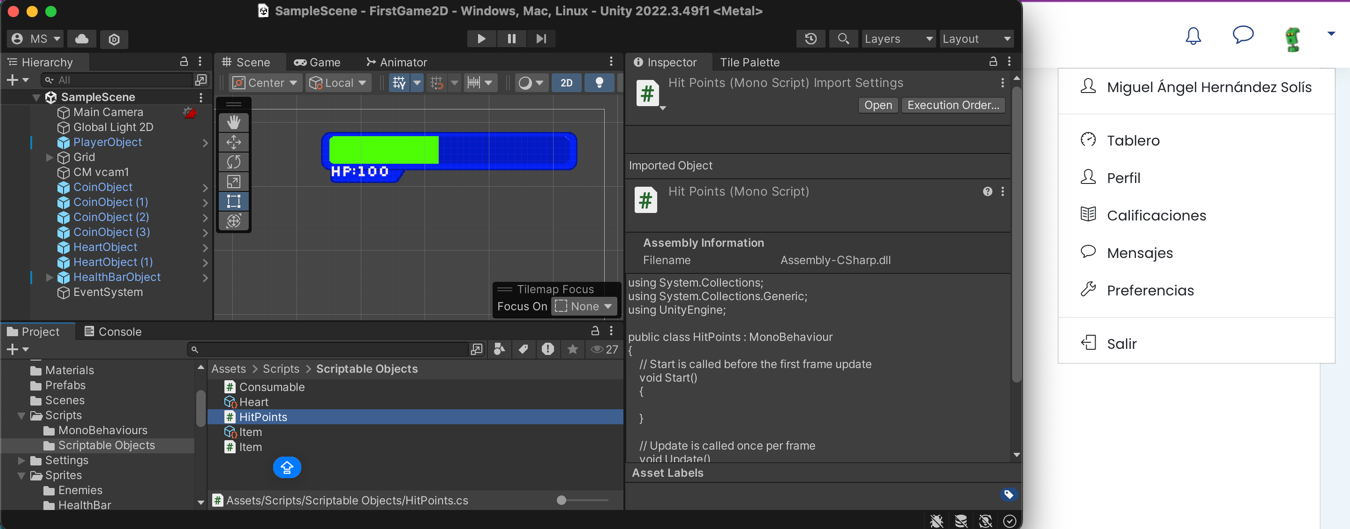 SampleScene - FirstGame2D - Windows, Mac, Linux - Unity 2022.3.49f1 <Metal>
MS
Layers
Layout
Hierarchy
All
SampleScene
Main Camera
Global Light 2D
PlayerObject
Grid
CM vcam1
CoinObject
CoinObject (1)
CoinObject (2)
CoinObject (3)
HeartObject
HeartObject (1)
HealthBarObject
EventSystem
Scene
Game
Animator
Center
Local
2D
HP:100
Tilemap Focus
Focus On
None
Inspector
Tile Palette
Hit Points (Mono Script) Import Settings
Open
Execution Order...
Imported Object
Hit Points (Mono Script)
Assembly Information
Filename
Assembly-CSharp.dll
using System.Collections;
using System.Collections.Generic;
using UnityEngine;
public class HitPoints : MonoBehaviour
{
// Start is called before the first frame update
void Start()
{
}
// Update is called once per frame
void Update()
Asset Labels
Project
Console
27
Materials
Prefabs
Scenes
Scripts
MonoBehaviours
Scriptable Objects
Settings
Sprites
Enemies
HealthBar
Assets > Scripts > Scriptable Objects
Consumable
Heart
HitPoints
Item
Item
Assets/Scripts/Scriptable Objects/HitPoints.cs
Miguel Ángel Hernández Solís
Tablero
Perfil
Calificaciones
Mensajes
Preferencias
Salir